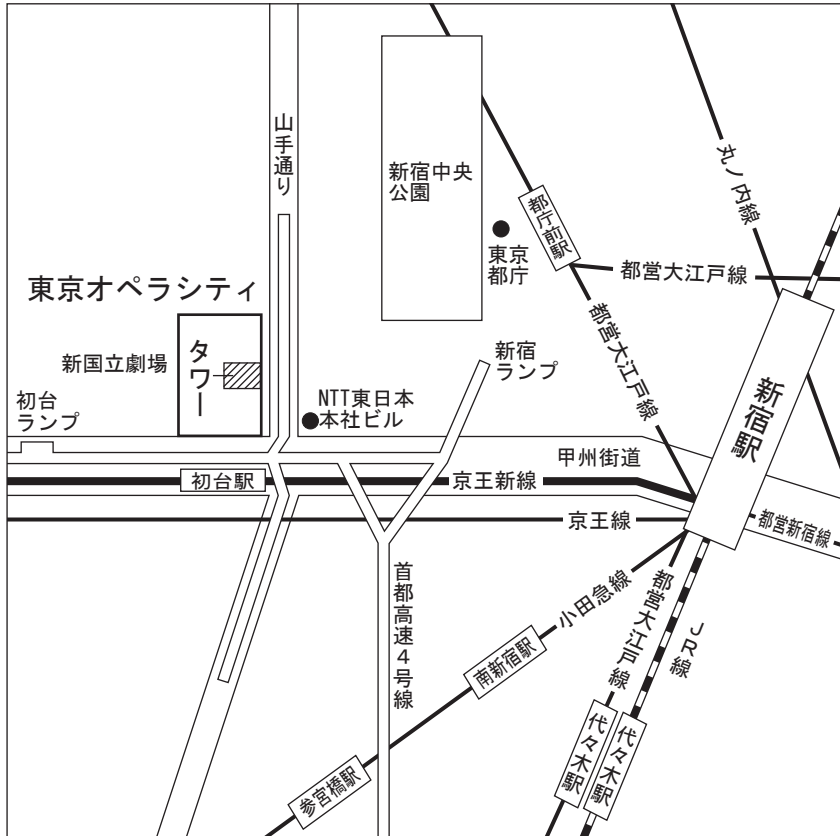 山手通り
新宿中央
公園
都庁前駅
東京
都庁
丸ノ内線
都営大江戸線
東京オペラシティ
都営大江戸線
タワー
新国立劇場
新宿
ランプ
新宿駅
初台
ランプ
NTT東日本
本社ビル
甲州街道
初台駅
京王新線
京王線
都営新宿線
首都高速4号線
小田急線
都営大江戸線
JR線
南新宿駅
代々木駅
代々木駅
参宮橋駅